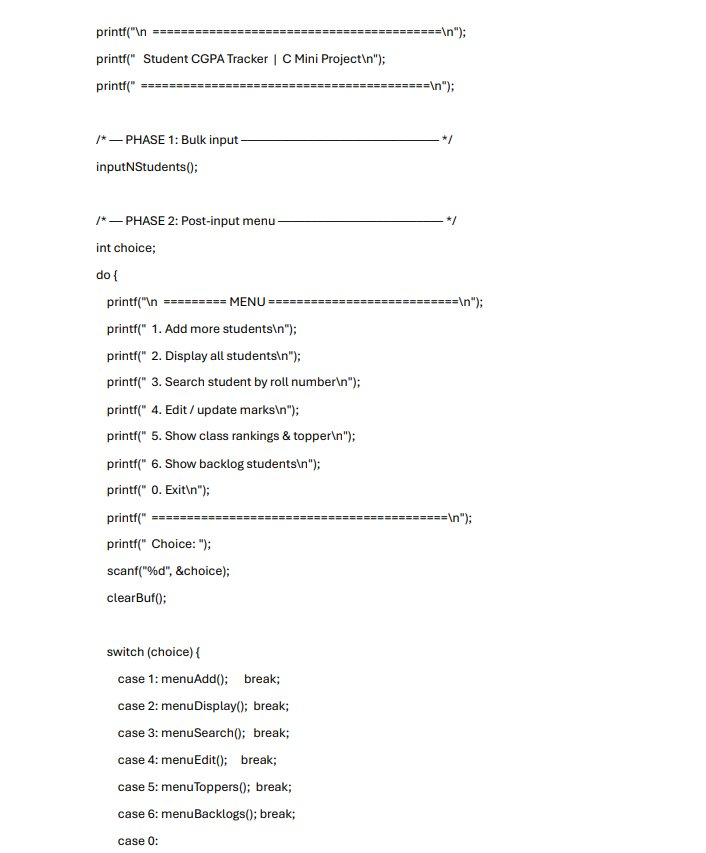 printf("\n =========================================\n");
printf("  Student CGPA Tracker | C Mini Project\n");
printf(" =========================================\n");
/* — PHASE 1: Bulk input ——————————————— */
inputNStudents();
/* — PHASE 2: Post-input menu ———————————— */
int choice;
do {
printf("\n ========= MENU ===========================\n");
printf(" 1. Add more students\n");
printf(" 2. Display all students\n");
printf(" 3. Search student by roll number\n");
printf(" 4. Edit / update marks\n");
printf(" 5. Show class rankings & topper\n");
printf(" 6. Show backlog students\n");
printf(" 0. Exit\n");
printf(" ==========================================\n");
printf(" Choice: ");
scanf("%d", &choice);
clearBuf();
switch (choice) {
case 1: menuAdd();    break;
case 2: menuDisplay(); break;
case 3: menuSearch();  break;
case 4: menuEdit();   break;
case 5: menuToppers(); break;
case 6: menuBacklogs(); break;
case 0: